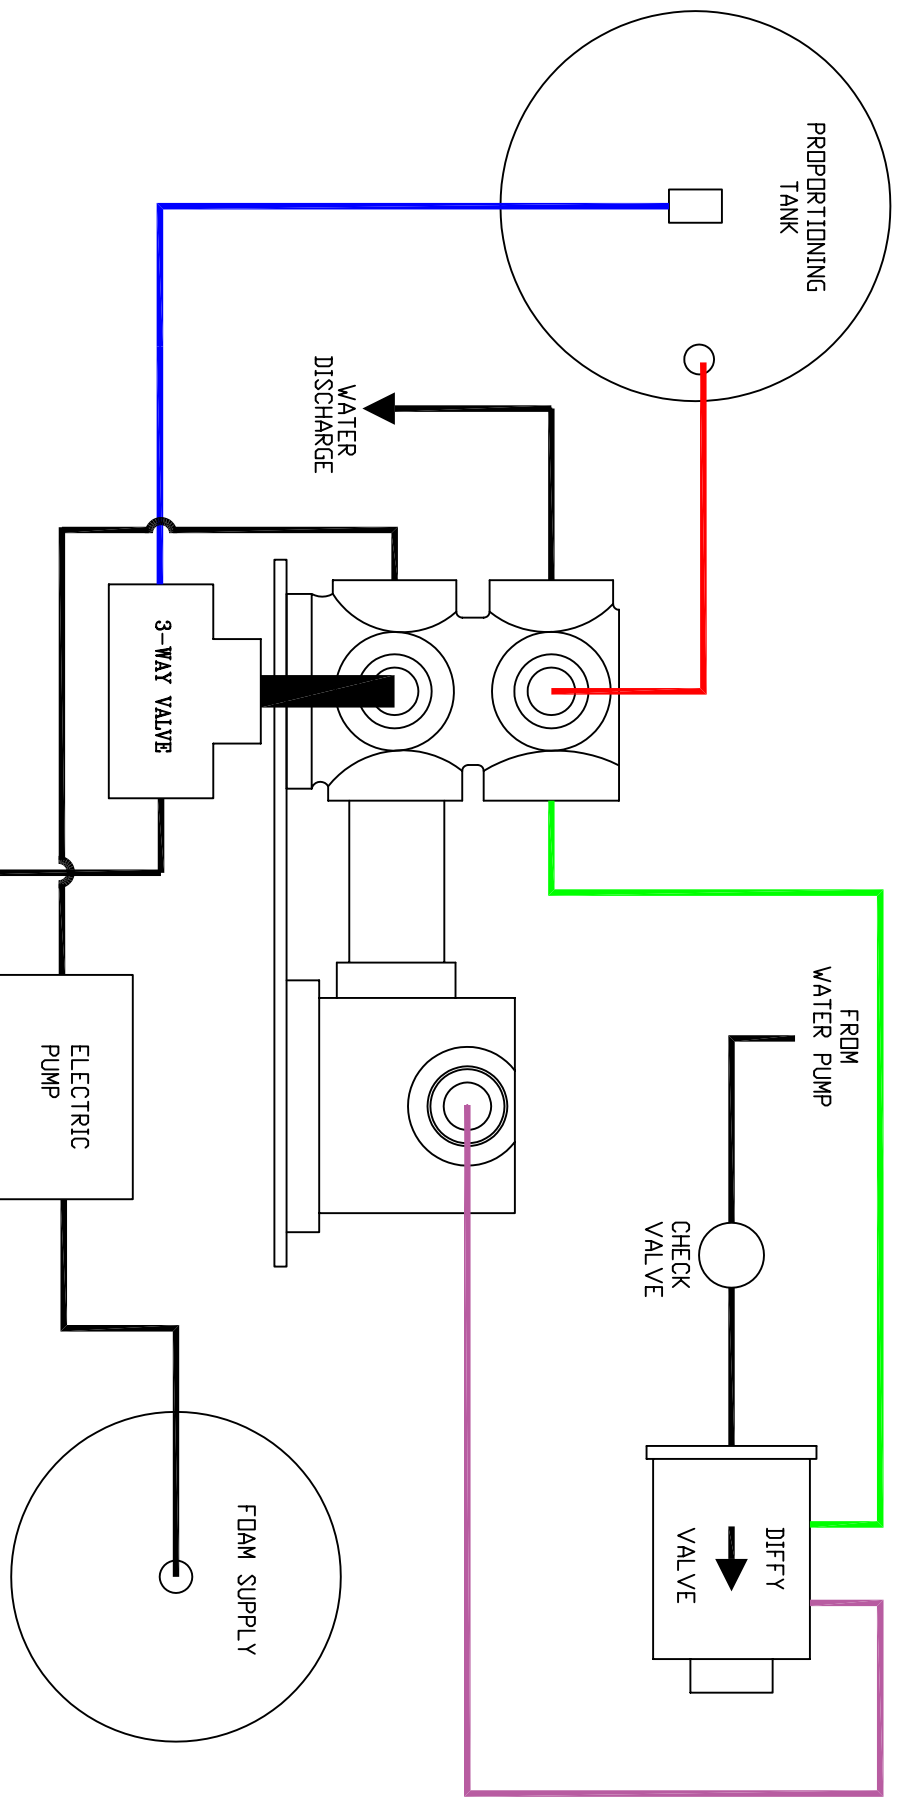 PROPORTIONING
TANK
WATER
DISCHARGE
3-WAY VALVE
FROM
WATER PUMP
ELECTRIC
PUMP
CHECK
VALVE
DIFFY
VALVE
FOAM SUPPLY